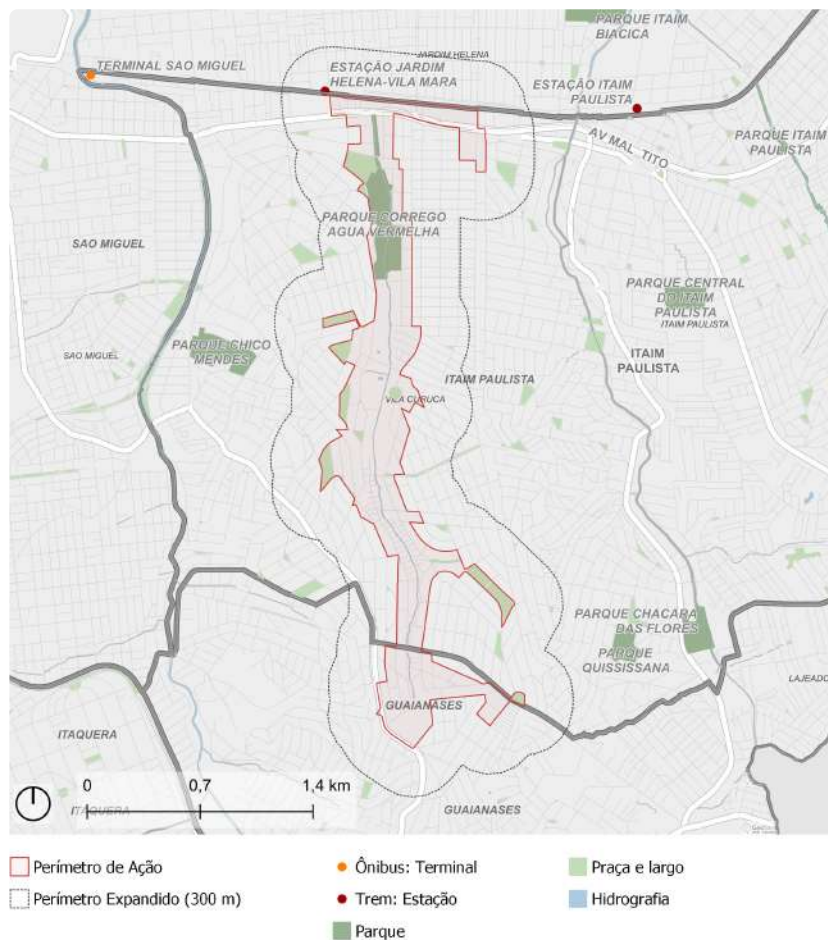 PARQUE ITAIM
BIACICA
JARDIM HELENA
TERMINAL SAO MIGUEL
ESTAÇÃO JARDIM
HELENA-VILA MARA
ESTAÇÃO ITAIM
PAULISTA
AV MAL TITO
PARQUE ITAIM
PAULISTA
PARQUE CORREGO
AGUA VERMELHA
SAO MIGUEL
PARQUE CENTRAL
DO ITAIM
PAULISTA
ITAIM PAULISTA
PARQUE CHICO
MENDES
SAO MIGUEL
ITAIM PAULISTA
ITAIM
PAULISTA
VILA CURUCA
PARQUE CHACARA
DAS FLORES
PARQUE
QUISSISSANA
LAJEADO
GUAIANASES
ITAQUERA
0 0,7 1,4 km
ITAQUERA
GUAIANASES
Perímetro de Ação
Perímetro Expandido (300 m)
Ônibus: Terminal
Trem: Estação
Parque
Praça e largo
Hidrografia